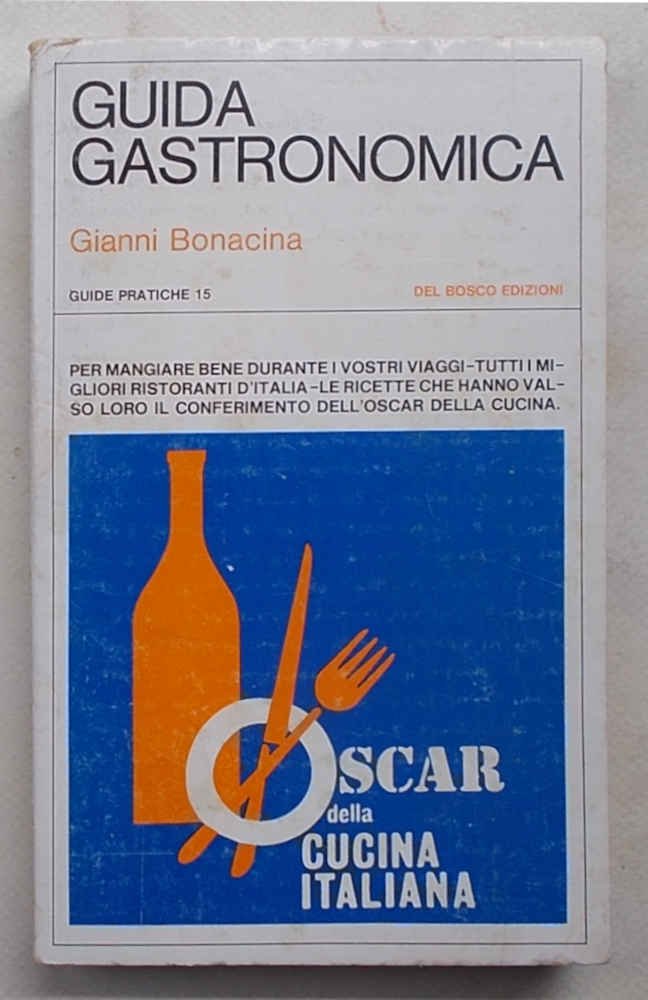 GUIDA
GASTRONOMICA
Gianni Bonacina
GUIDE PRATICHE 15
DEL BOSCO EDIZIONI
PER MANGIARE BENE DURANTE I VOSTRI VIAGGI-TUTTI I MI-
GLIORI RISTORANTI D'ITALIA-LE RICETTE CHE HANNO VAL-
SO LORO IL CONFERIMENTO DELL'OSCAR DELLA CUCINA.
OSCAR
della
CUCINA
ITALIANA